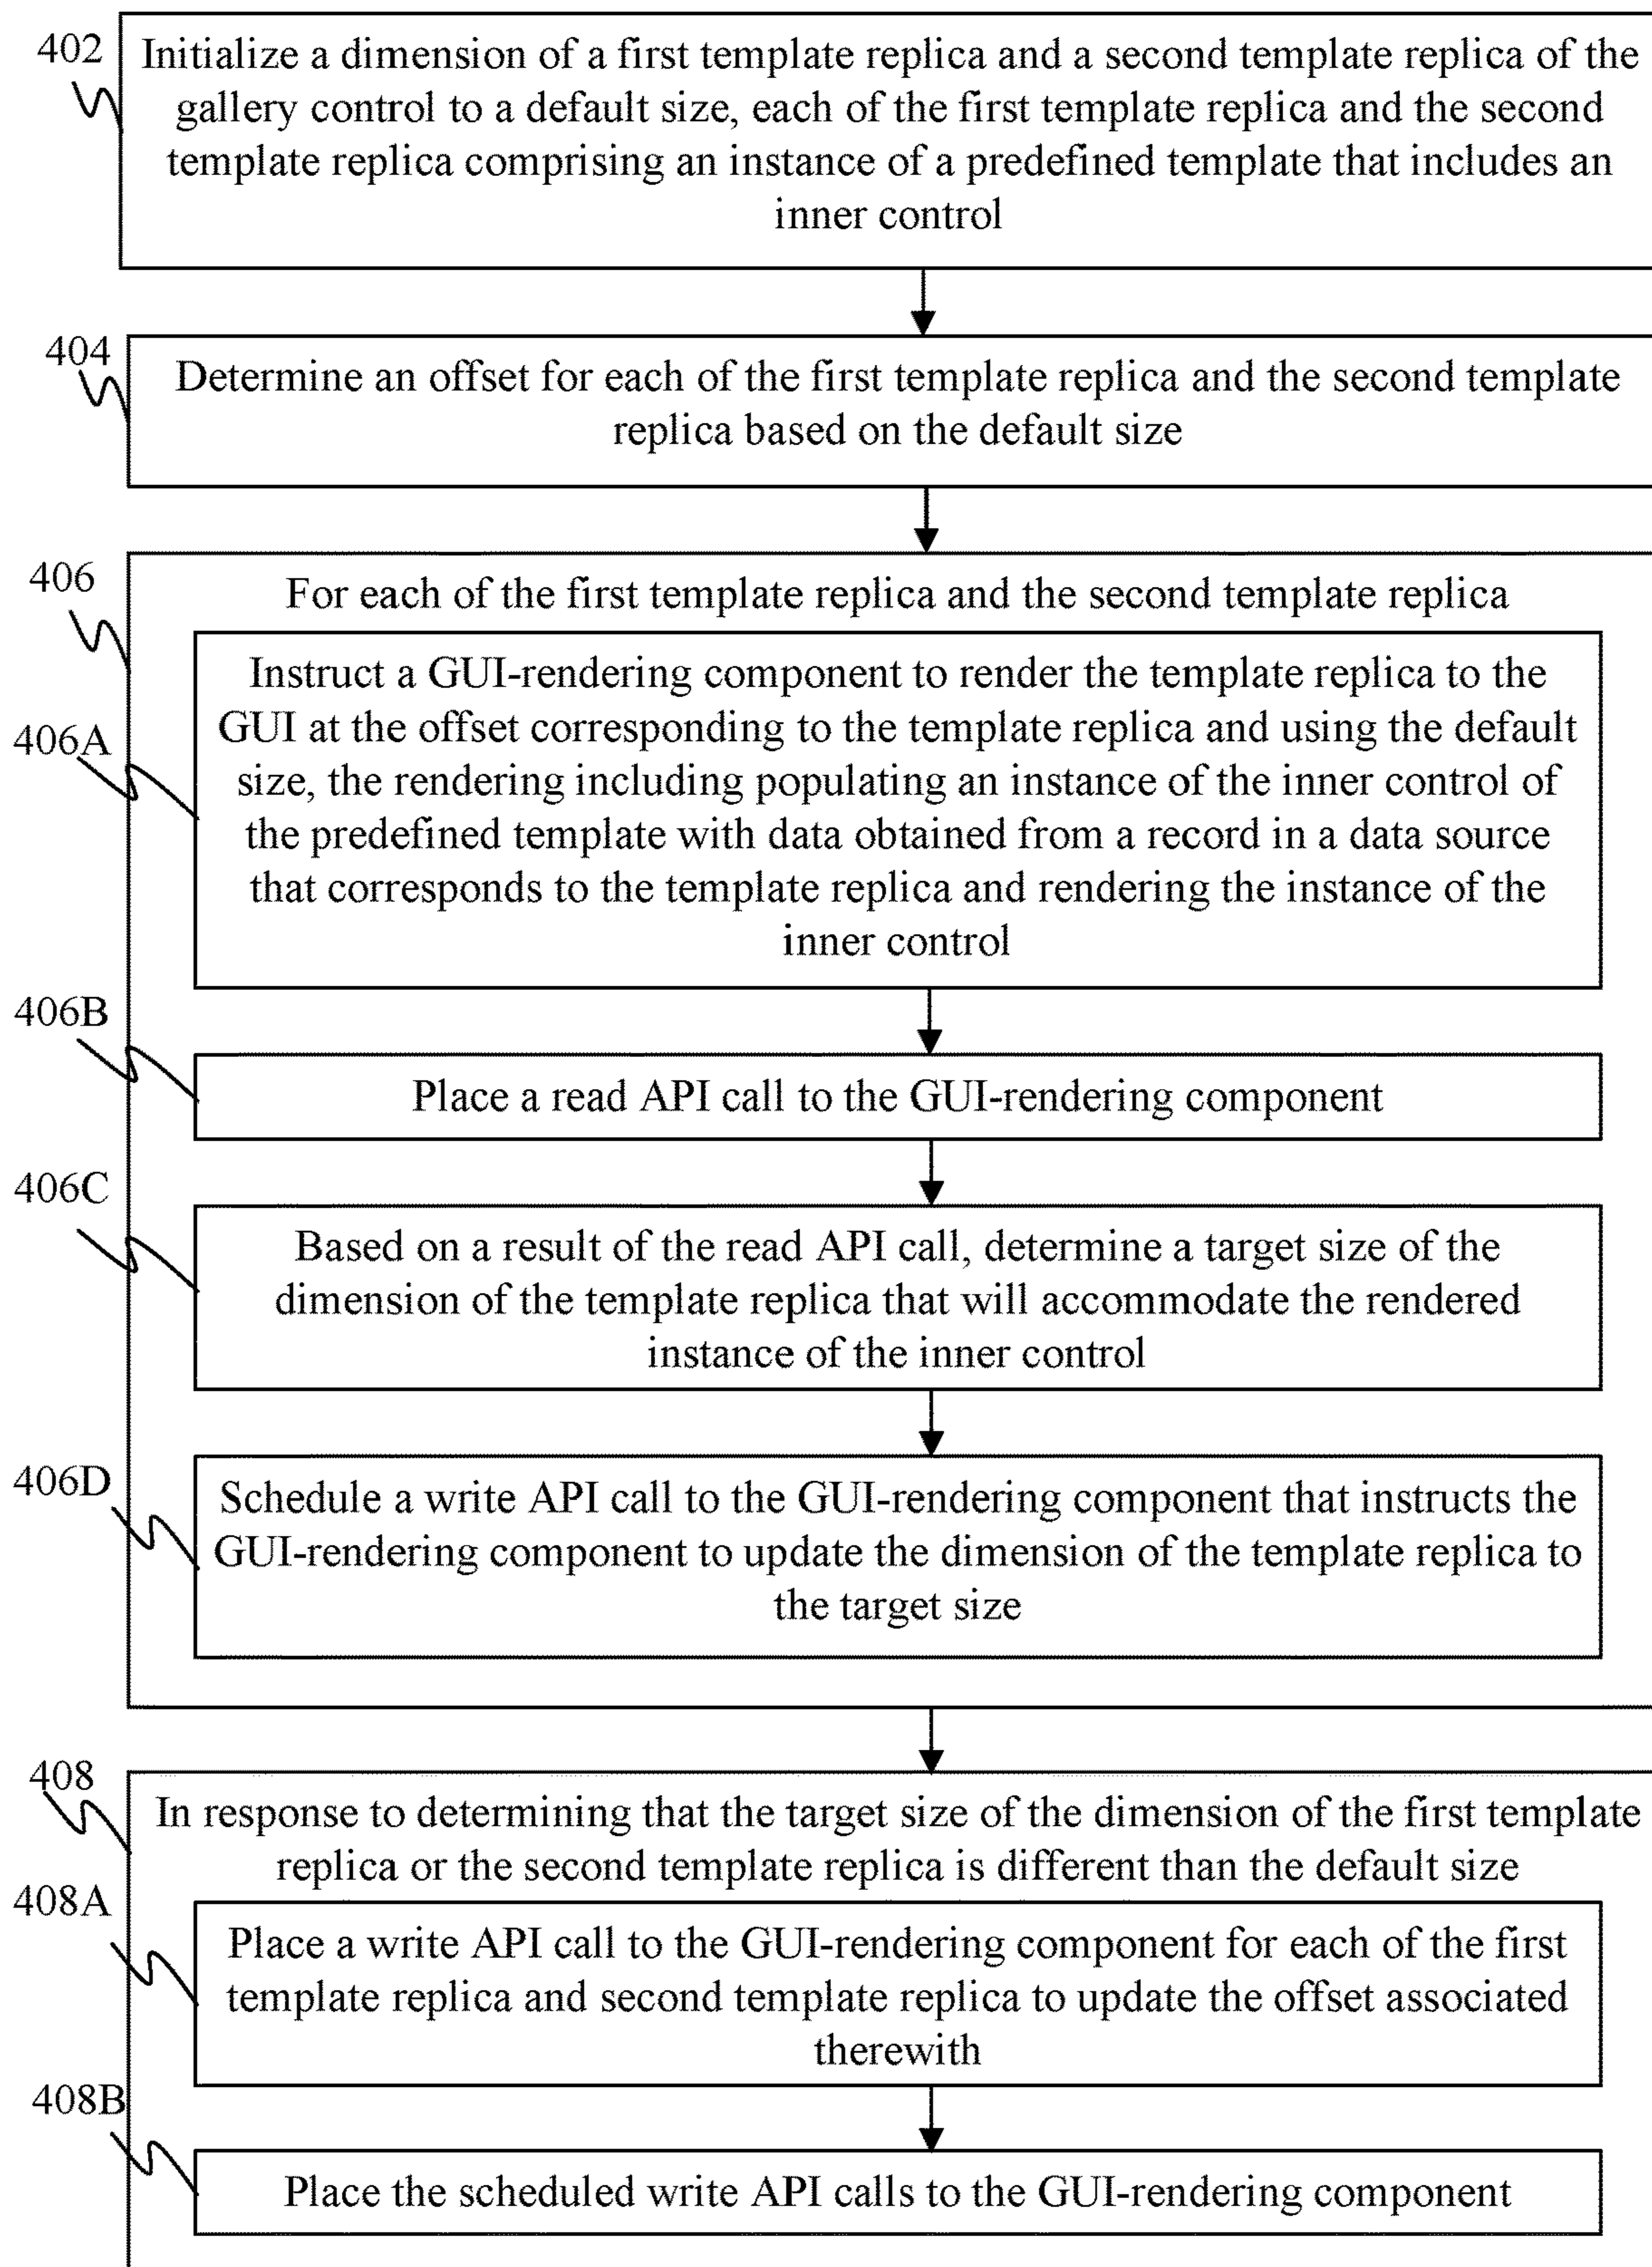 402
Initialize a dimension of a first template replica and a second template replica of the
gallery control to a default size, each of the first template replica and the second
template replica comprising an instance of a predefined template that includes an
inner control
404
Determine an offset for each of the first template replica and the second template
replica based on the default size
406
For each of the first template replica and the second template replica
406A
Instruct a GUI-rendering component to render the template replica to the
GUI at the offset corresponding to the template replica and using the default
size, the rendering including populating an instance of the inner control of
the predefined template with data obtained from a record in a data source
that corresponds to the template replica and rendering the instance of the
inner control
406B
Place a read API call to the GUI-rendering component
406C
Based on a result of the read API call, determine a target size of the
dimension of the template replica that will accommodate the rendered
instance of the inner control
406D
Schedule a write API call to the GUI-rendering component that instructs the
GUI-rendering component to update the dimension of the template replica to
the target size
408
In response to determining that the target size of the dimension of the first template
replica or the second template replica is different than the default size
408A
Place a write API call to the GUI-rendering component for each of the first
template replica and second template replica to update the offset associated
therewith
408B
Place the scheduled write API calls to the GUI-rendering component